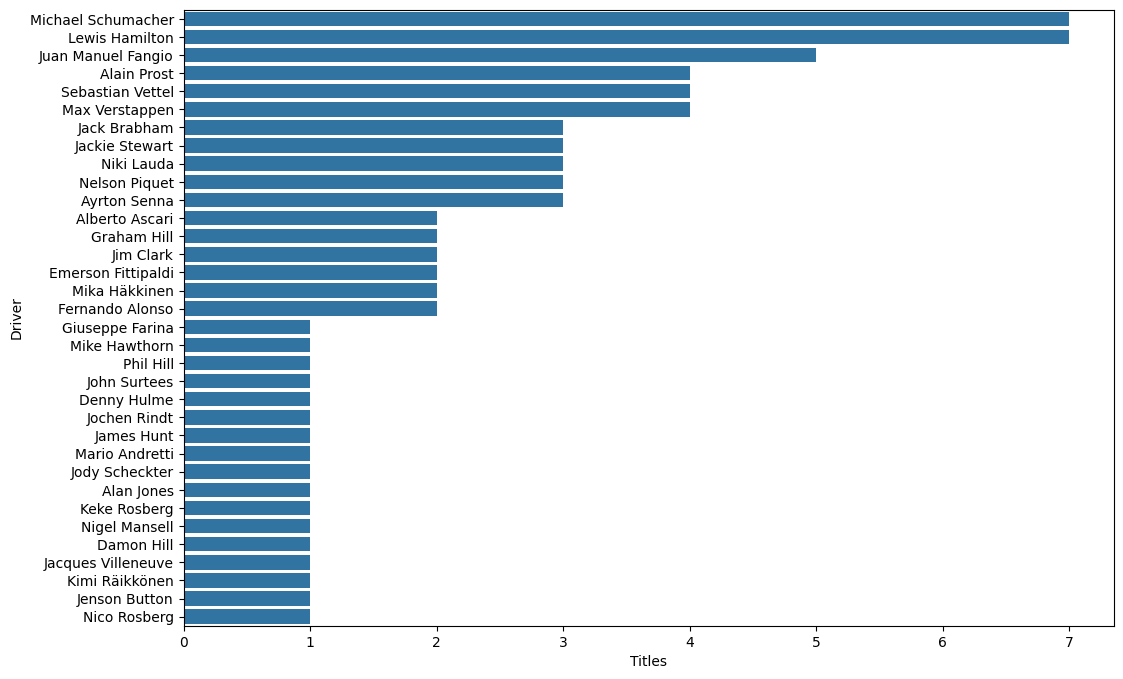 Michael Schumacher
Lewis Hamilton
Juan Manuel Fangio
Alain Prost
Sebastian Vettel
Max Verstappen
Jack Brabham
Jackie Stewart
Niki Lauda
Nelson Piquet
Ayrton Senna
Alberto Ascari
Graham Hill
Jim Clark
Emerson Fittipaldi
Mika Häkkinen
Fernando Alonso
Giuseppe Farina
Mike Hawthorn
Phil Hill
John Surtees
Denny Hulme
Jochen Rindt
James Hunt
Mario Andretti
Jody Scheckter
Alan Jones
Keke Rosberg
Nigel Mansell
Damon Hill
Jacques Villeneuve
Kimi Räikkönen
Jenson Button
Nico Rosberg
Driver
0 1 2 3 4 5 6 7
Titles